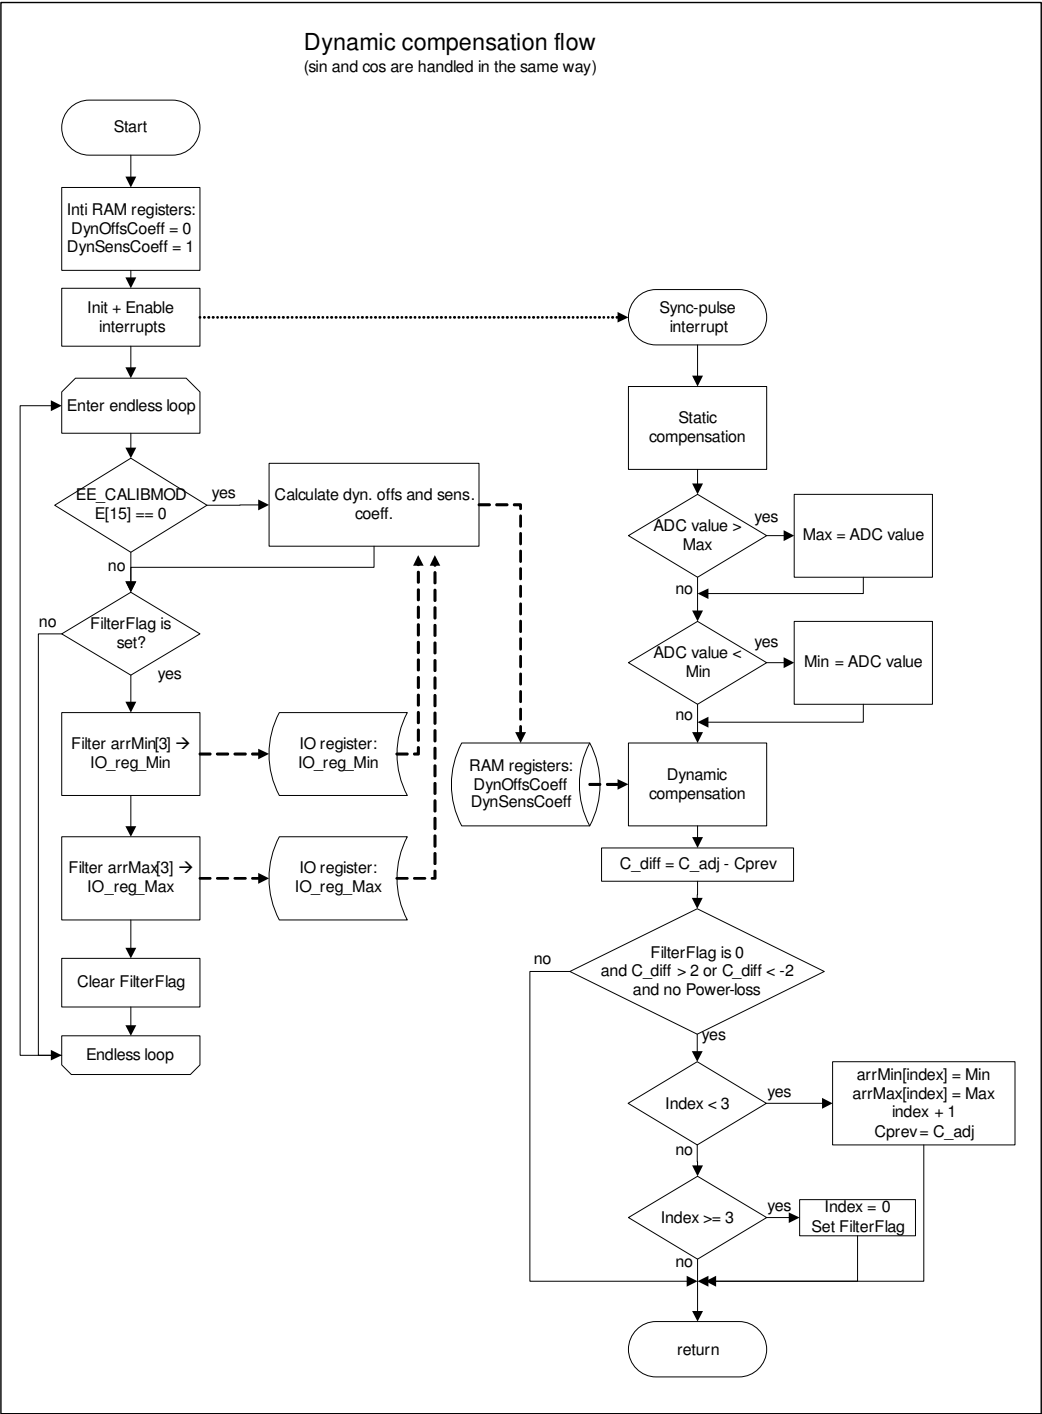 Dynamic compensation flow
(sin and cos are handled in the same way)
Start
Inti RAM registers:
DynOffsCoeff = 0
DynSensCoeff = 1
Init + Enable
interrupts
Enter endless loop
EE_CALIBMOD
E[15] == 0
yes
no
Calculate dyn. offs and sens.
coeff.
FilterFlag is
set?
no
yes
Filter arrMin[3] →
IO_reg_Min
IO register:
IO_reg_Min
Filter arrMax[3] →
IO_reg_Max
IO register:
IO_reg_Max
Clear FilterFlag
Endless loop
Sync-pulse
interrupt
Static
compensation
ADC value >
Max
yes
Max = ADC value
no
ADC value <
Min
yes
Min = ADC value
no
RAM registers:
DynOffsCoeff
DynSensCoeff
Dynamic
compensation
C_diff = C_adj - Cprev
FilterFlag is 0
and C_diff > 2 or C_diff < -2
and no Power-loss
no
yes
Index < 3
yes
arrMin[index] = Min
arrMax[index] = Max
index + 1
Cprev = C_adj
no
Index >= 3
yes
Index = 0
Set FilterFlag
no
return